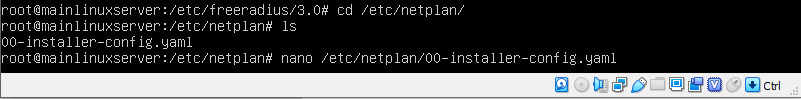 root@mainlinuxserver:/etc/freeradius/3.0# cd /etc/netplan/
root@mainlinuxserver:/etc/netplan# ls
00-installer-config.yaml
root@mainlinuxserver:/etc/netplan# nano /etc/netplan/00-installer-config.yaml
Ctrl